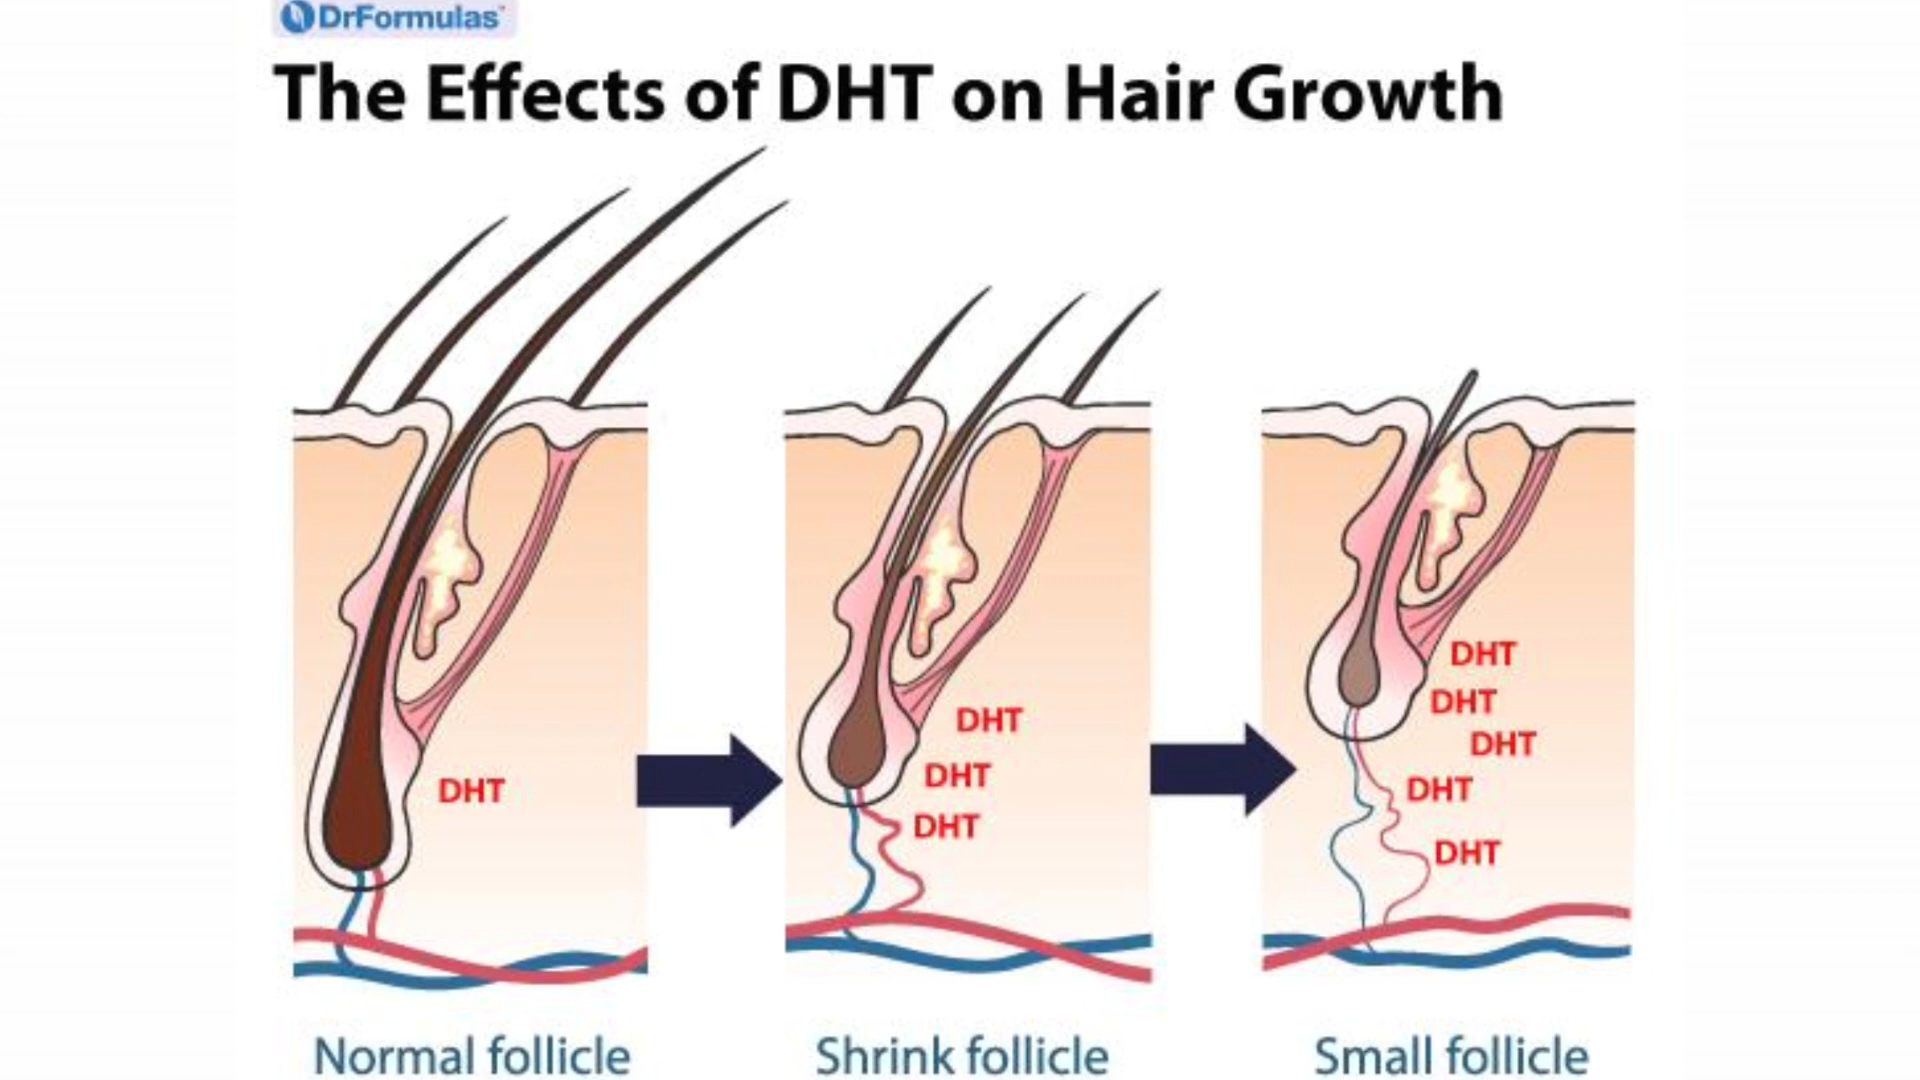 DrFormulas
The Effects of DHT on Hair Growth
DHT
DHT
DHT
DHT
DHT
DHT
DHT
DHT
DHT
Normal follicle
Shrink follicle
Small follicle